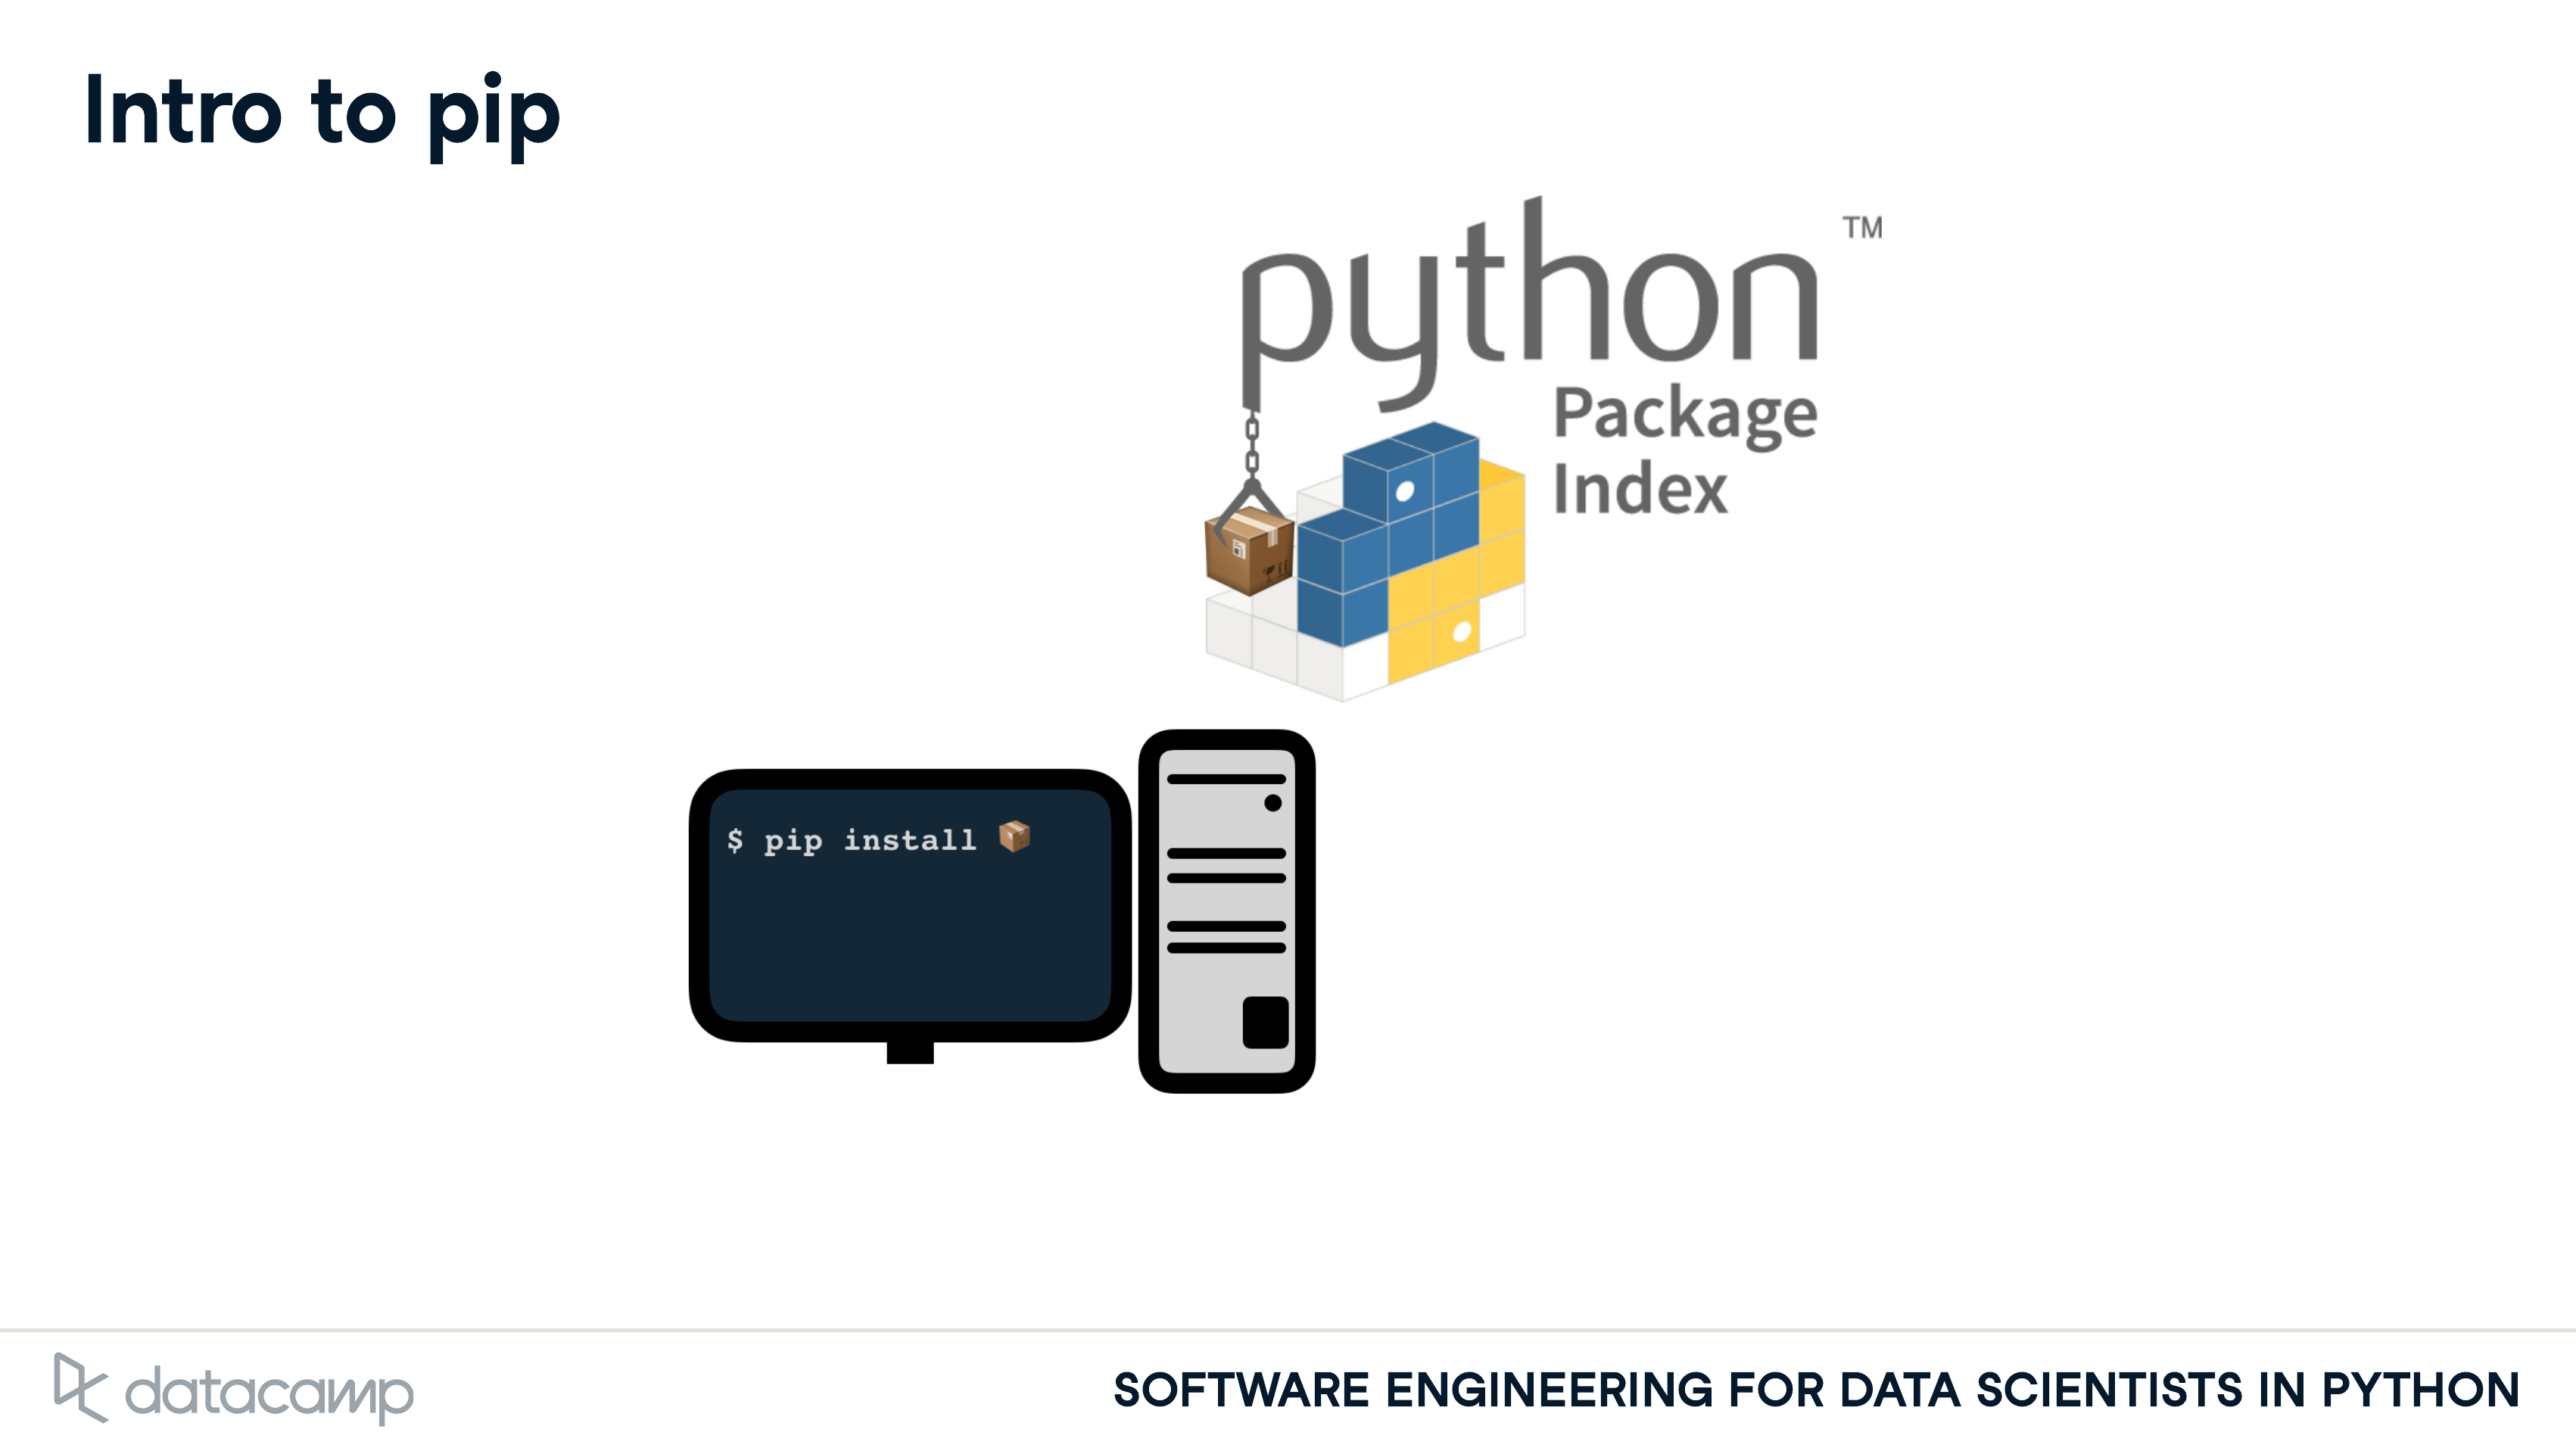 Intro to pip
python™
Package
Index
$ pip install 📦
datacamp
SOFTWARE ENGINEERING FOR DATA SCIENTISTS IN PYTHON